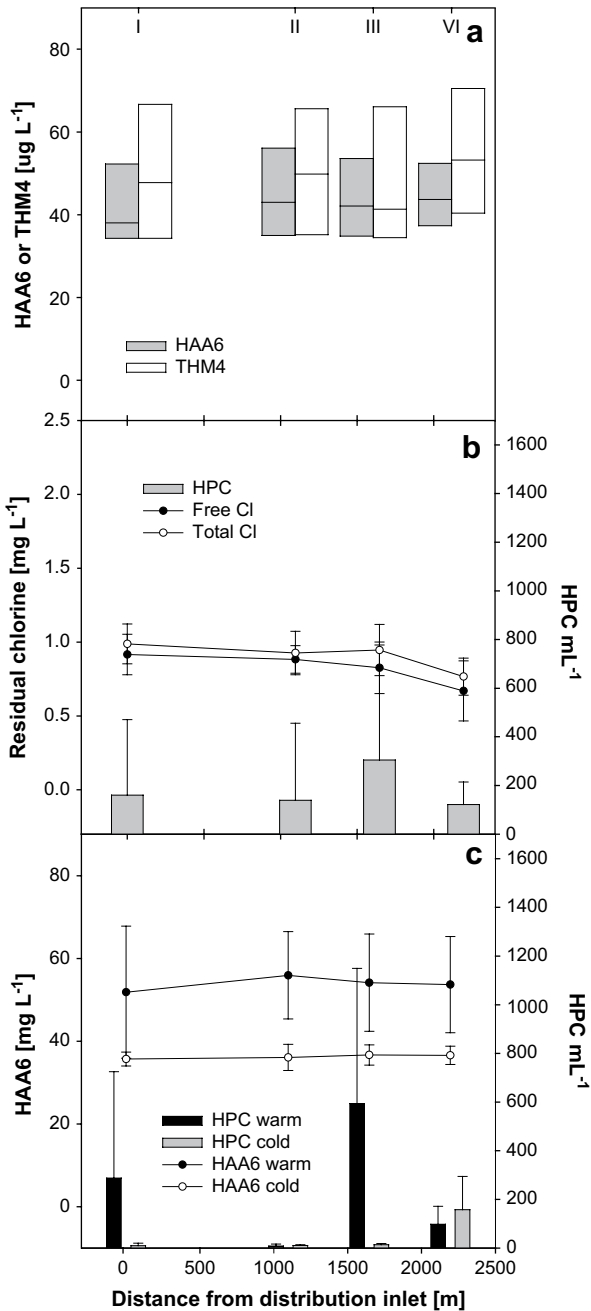 I II III VI a
80
60
40
20
0
HAA6 or THM4 [ug L-1]
HAA6
THM4
b
2.5
2.0
1.5
1.0
0.5
0.0
Residual chlorine [mg L-1]
HPC
Free Cl
Total Cl
1600
1400
1200
1000
800
600
400
200
0
HPC mL-1
c
80
60
40
20
0
HAA6 [mg L-1]
HPC warm
HPC cold
HAA6 warm
HAA6 cold
1600
1400
1200
1000
800
600
400
200
0
HPC mL-1
0 500 1000 1500 2000 2500
Distance from distribution inlet [m]